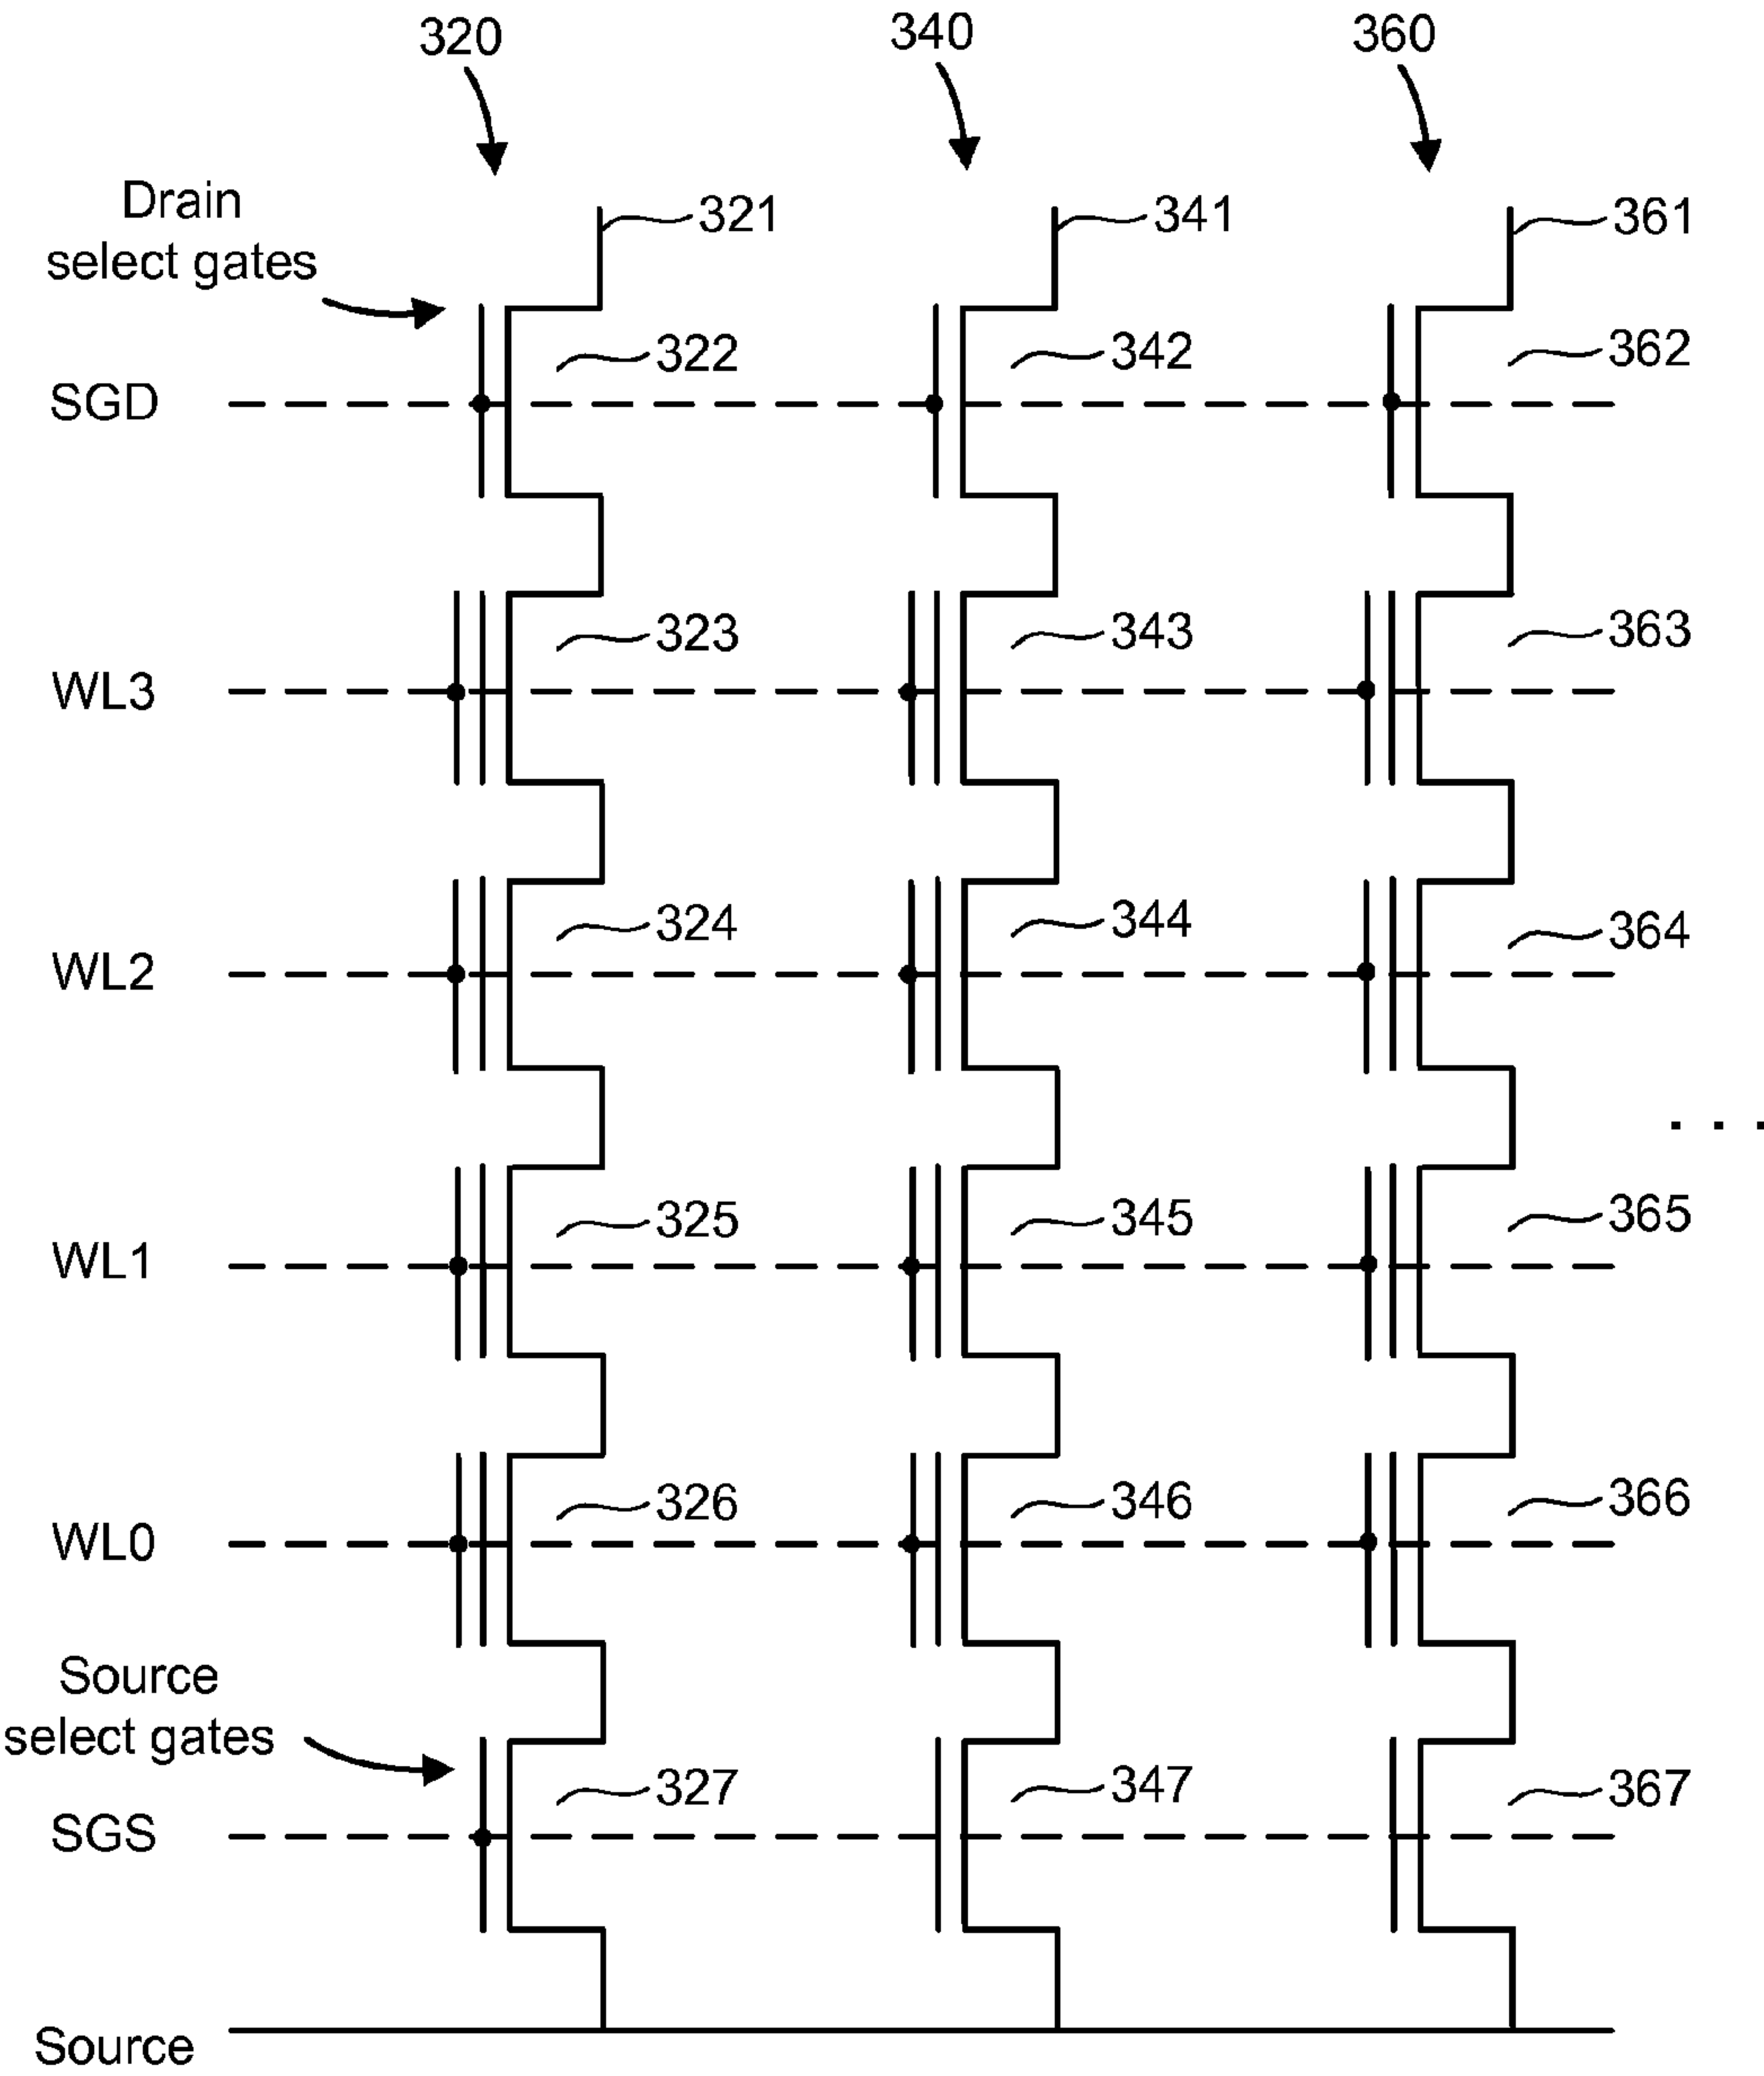 320
340
360
Drain
select gates
321
341
361
322
342
362
SGD
323
343
363
WL3
324
344
364
WL2
. . .
325
345
365
WL1
326
346
366
WL0
Source
select gates
327
347
367
SGS
Source